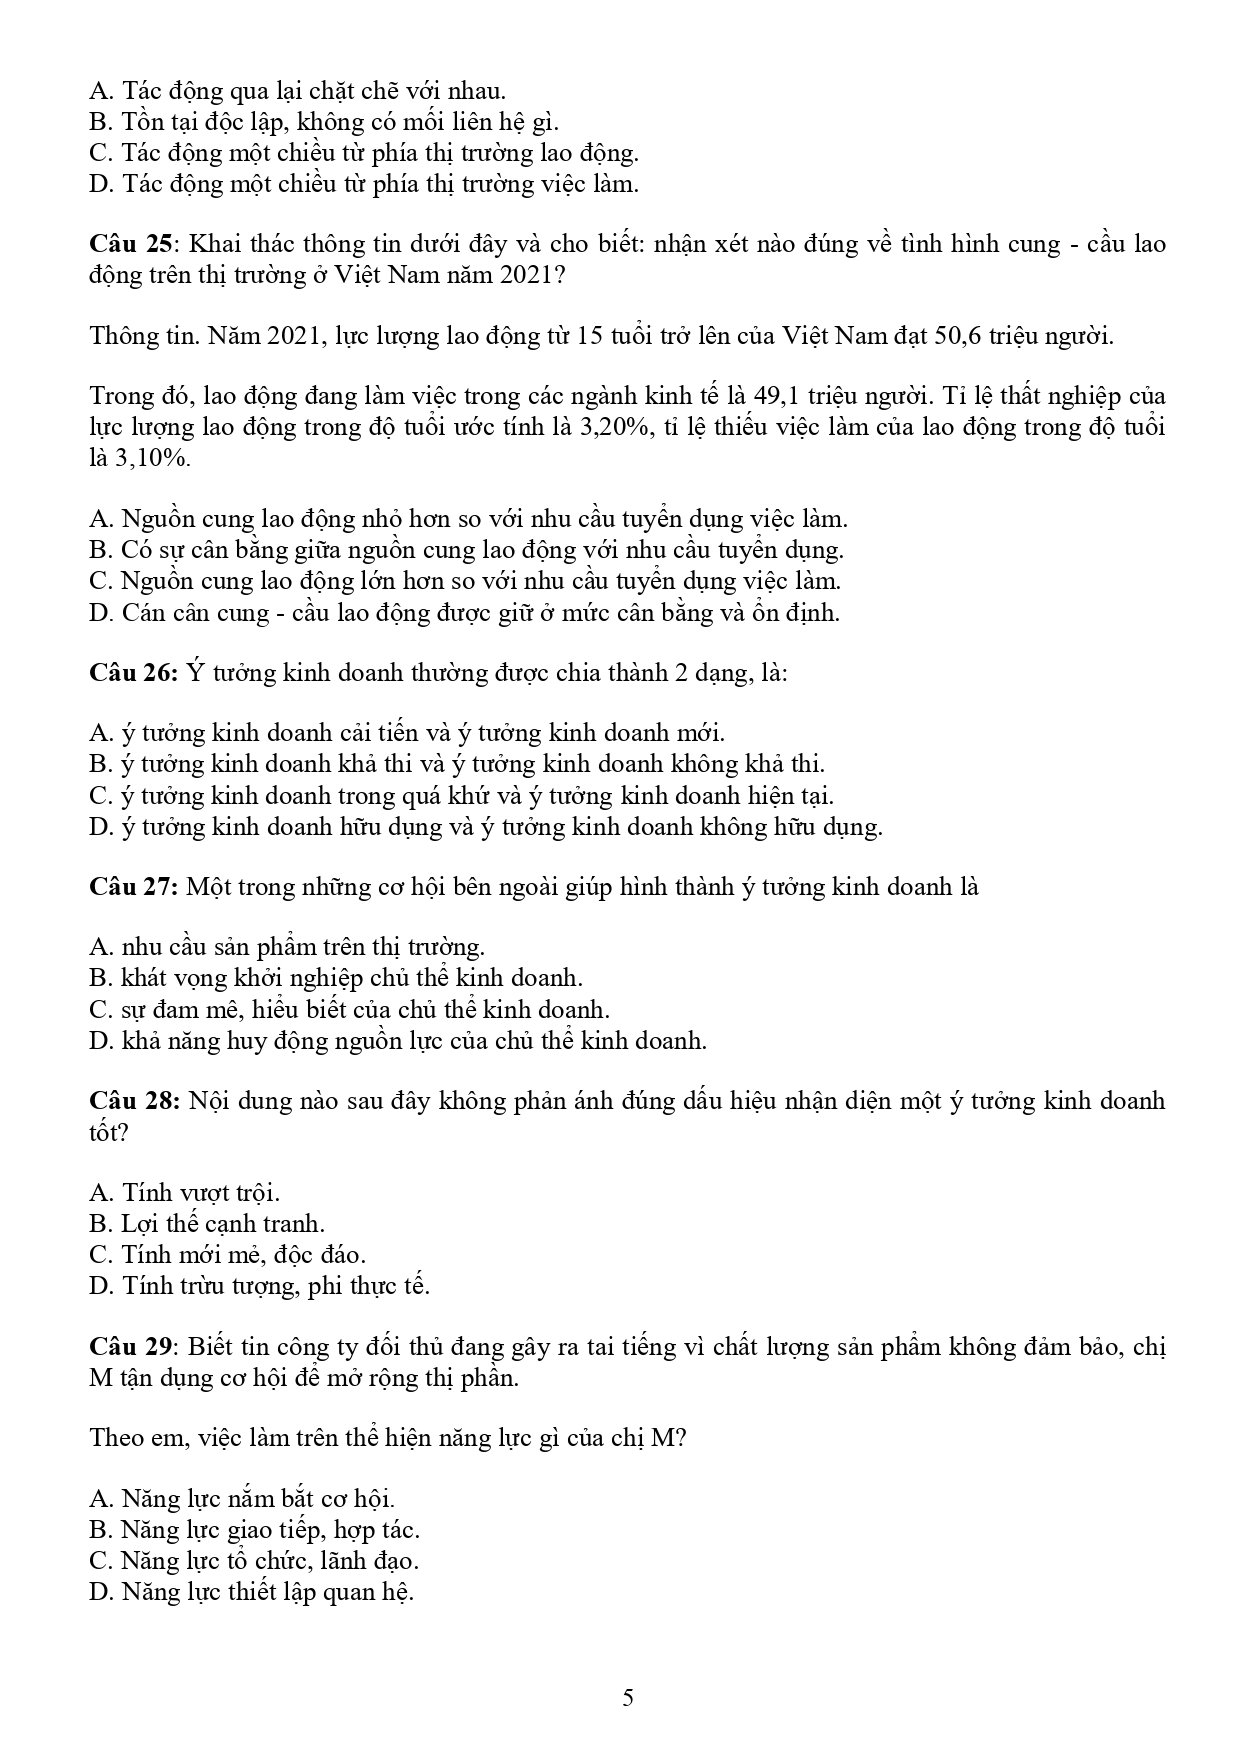 A. Tác động qua lại chặt chẽ với nhau.
B. Tồn tại độc lập, không có mối liên hệ gì.
C. Tác động một chiều từ phía thị trường lao động.
D. Tác động một chiều từ phía thị trường việc làm.
Câu 25: Khai thác thông tin dưới đây và cho biết: nhận xét nào đúng về tình hình cung - cầu lao
động trên thị trường ở Việt Nam năm 2021?
Thông tin. Năm 2021, lực lượng lao động từ 15 tuổi trở lên của Việt Nam đạt 50,6 triệu người.
Trong đó, lao động đang làm việc trong các ngành kinh tế là 49,1 triệu người. Tỉ lệ thất nghiệp của
lực lượng lao động trong độ tuổi ước tính là 3,20%, tỉ lệ thiếu việc làm của lao động trong độ tuổi
là 3,10%.
A. Nguồn cung lao động nhỏ hơn so với nhu cầu tuyển dụng việc làm.
B. Có sự cân bằng giữa nguồn cung lao động với nhu cầu tuyển dụng.
C. Nguồn cung lao động lớn hơn so với nhu cầu tuyển dụng việc làm.
D. Cán cân cung - cầu lao động được giữ ở mức cân bằng và ổn định.
Câu 26: Ý tưởng kinh doanh thường được chia thành 2 dạng, là:
A. ý tưởng kinh doanh cải tiến và ý tưởng kinh doanh mới.
B. ý tưởng kinh doanh khả thi và ý tưởng kinh doanh không khả thi.
C. ý tưởng kinh doanh trong quá khứ và ý tưởng kinh doanh hiện tại.
D. ý tưởng kinh doanh hữu dụng và ý tưởng kinh doanh không hữu dụng.
Câu 27: Một trong những cơ hội bên ngoài giúp hình thành ý tưởng kinh doanh là
A. nhu cầu sản phẩm trên thị trường.
B. khát vọng khởi nghiệp chủ thể kinh doanh.
C. sự đam mê, hiểu biết của chủ thể kinh doanh.
D. khả năng huy động nguồn lực của chủ thể kinh doanh.
Câu 28: Nội dung nào sau đây không phản ánh đúng dấu hiệu nhận diện một ý tưởng kinh doanh
tốt?
A. Tính vượt trội.
B. Lợi thế cạnh tranh.
C. Tính mới mẻ, độc đáo.
D. Tính trừu tượng, phi thực tế.
Câu 29: Biết tin công ty đối thủ đang gây ra tai tiếng vì chất lượng sản phẩm không đảm bảo, chị
M tận dụng cơ hội để mở rộng thị phần.
Theo em, việc làm trên thể hiện năng lực gì của chị M?
A. Năng lực nắm bắt cơ hội.
B. Năng lực giao tiếp, hợp tác.
C. Năng lực tổ chức, lãnh đạo.
D. Năng lực thiết lập quan hệ.
5